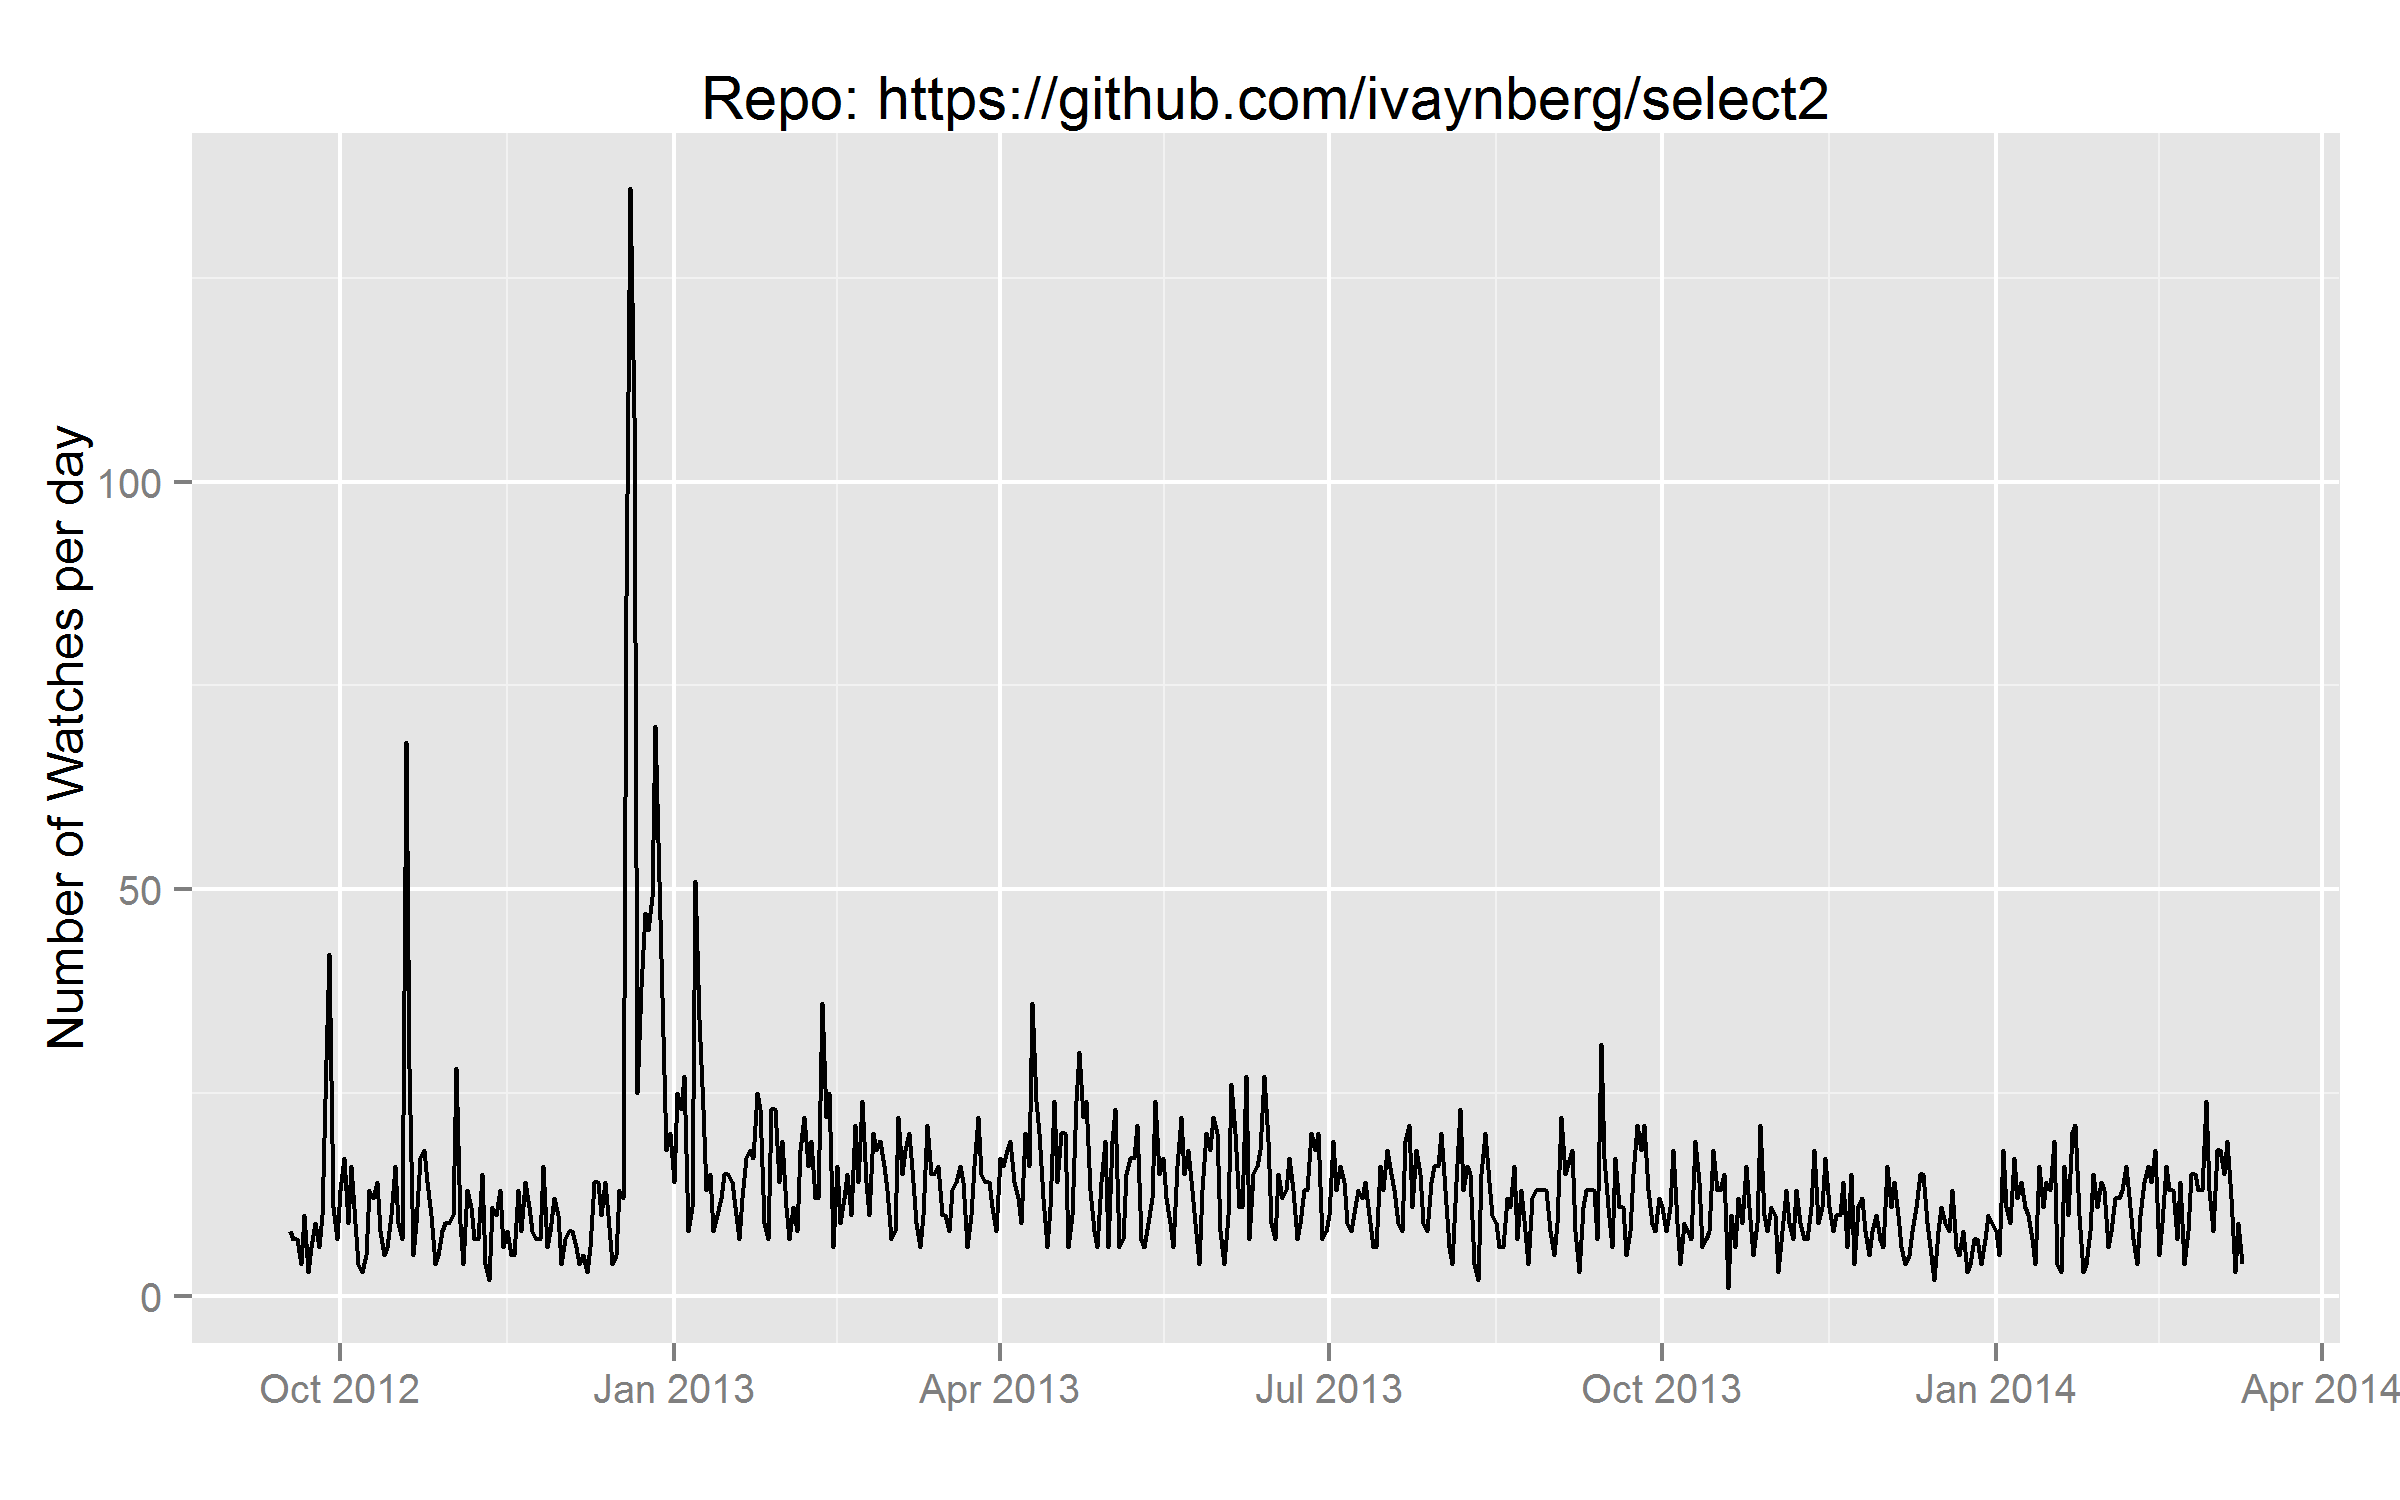 Repo: https://github.com/ivaynberg/select2
Number of Watches per day
100
50
0
Oct 2012
Jan 2013
Apr 2013
Jul 2013
Oct 2013
Jan 2014
Apr 2014